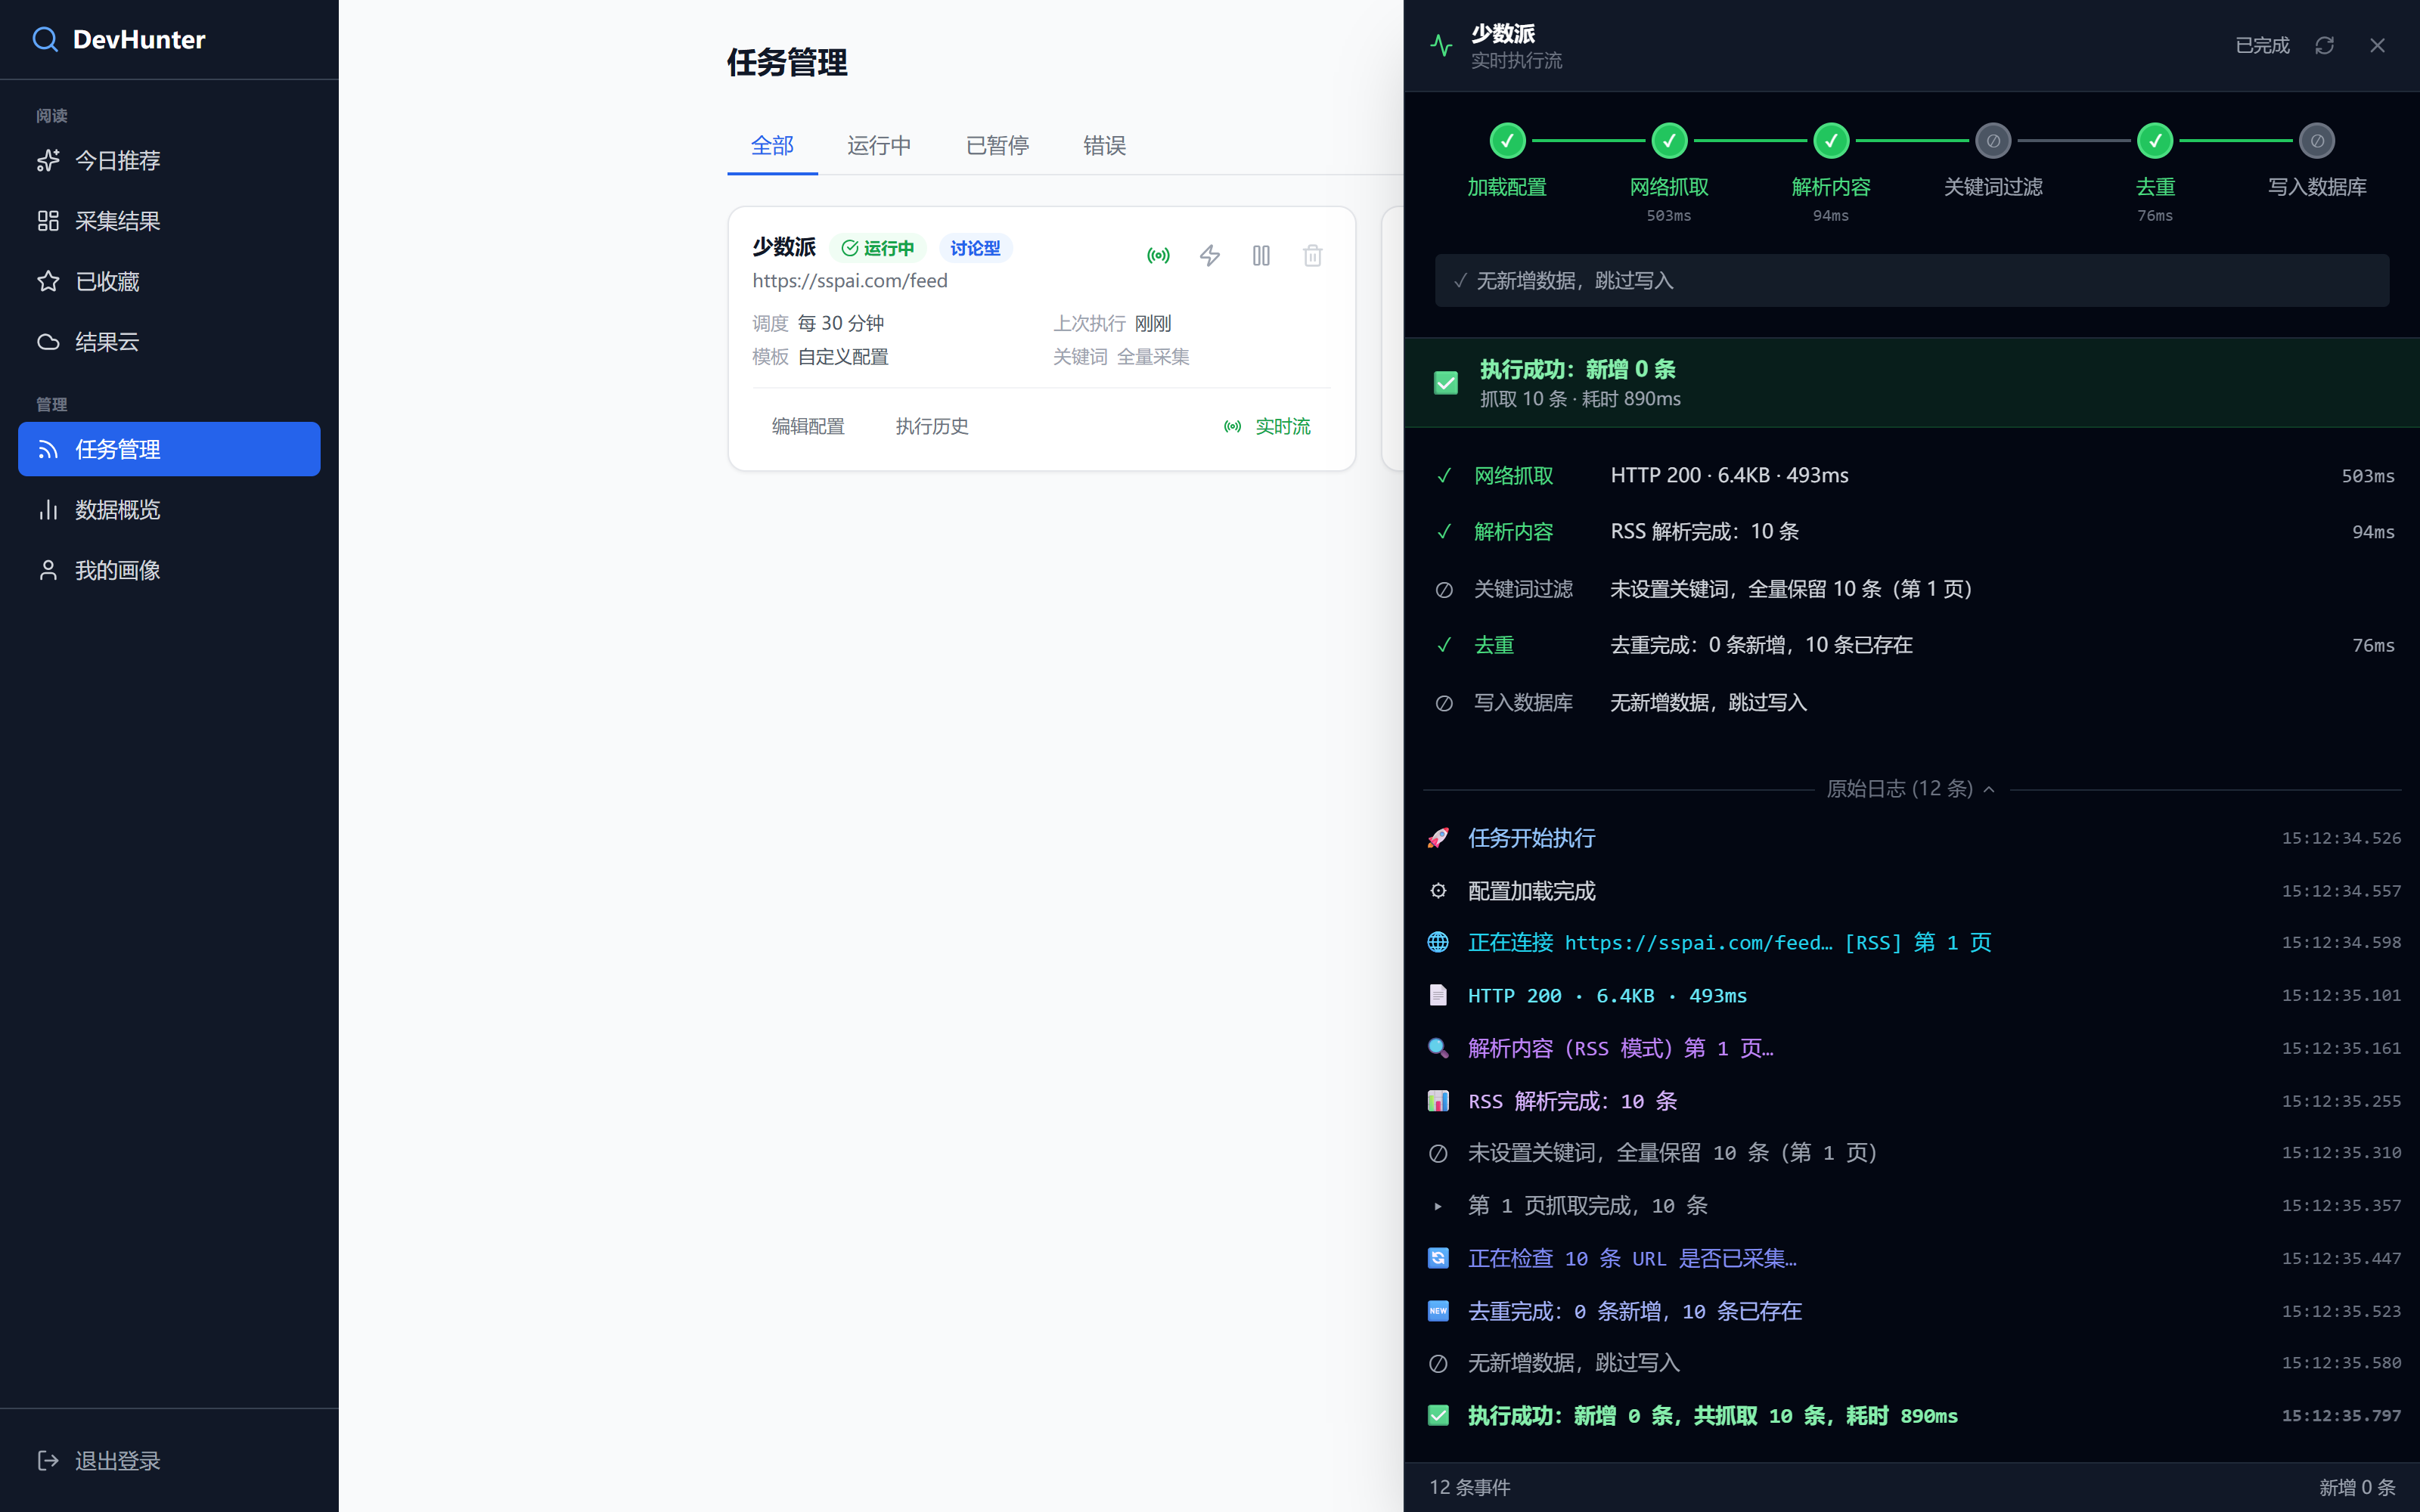 DevHunter
阅读
今日推荐
采集结果
已收藏
结果云
管理
任务管理
数据概览
我的画像
退出登录
任务管理
全部 运行中 已暂停 错误
少数派 运行中 讨论型
https://sspai.com/feed
调度 每 30 分钟 上次执行 刚刚
模板 自定义配置 关键词 全量采集
编辑配置 执行历史 实时流
少数派 已完成
实时执行流
加载配置 网络抓取 解析内容 关键词过滤 去重 写入数据库
503ms 94ms 76ms
✓ 无新增数据，跳过写入
执行成功：新增 0 条
抓取 10 条 · 耗时 890ms
✓ 网络抓取 HTTP 200 · 6.4KB · 493ms 503ms
✓ 解析内容 RSS 解析完成：10 条 94ms
关键词过滤 未设置关键词，全量保留 10 条（第 1 页）
✓ 去重 去重完成：0 条新增，10 条已存在 76ms
写入数据库 无新增数据，跳过写入
原始日志 (12 条)
任务开始执行 15:12:34.526
配置加载完成 15:12:34.557
正在连接 https://sspai.com/feed… [RSS] 第 1 页 15:12:34.598
HTTP 200 · 6.4KB · 493ms 15:12:35.101
解析内容（RSS 模式）第 1 页… 15:12:35.161
RSS 解析完成：10 条 15:12:35.255
未设置关键词，全量保留 10 条（第 1 页） 15:12:35.310
第 1 页抓取完成，10 条 15:12:35.357
正在检查 10 条 URL 是否已采集… 15:12:35.447
NEW 去重完成：0 条新增，10 条已存在 15:12:35.523
无新增数据，跳过写入 15:12:35.580
执行成功：新增 0 条，共抓取 10 条，耗时 890ms 15:12:35.797
12 条事件 新增 0 条